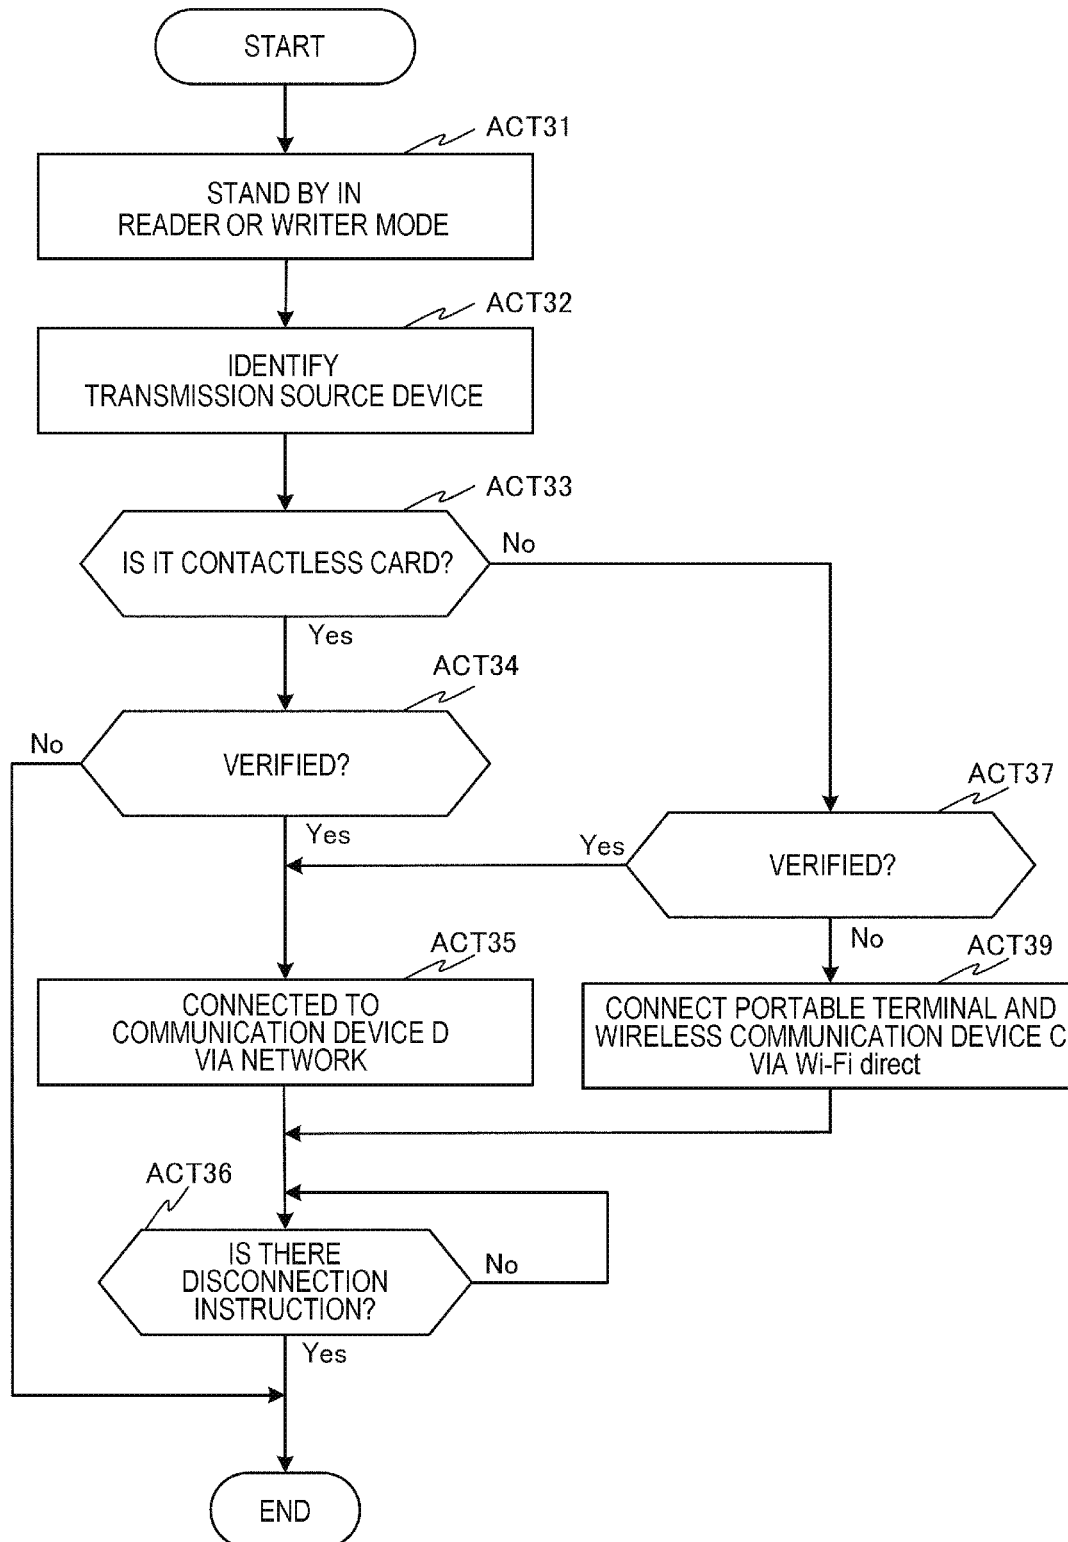 START
ACT31
STAND BY IN
READER OR WRITER MODE
ACT32
IDENTIFY
TRANSMISSION SOURCE DEVICE
ACT33
IS IT CONTACTLESS CARD?
No
Yes
ACT34
No
VERIFIED?
Yes
ACT37
Yes
VERIFIED?
No
ACT35
CONNECTED TO
COMMUNICATION DEVICE D
VIA NETWORK
ACT39
CONNECT PORTABLE TERMINAL AND
WIRELESS COMMUNICATION DEVICE C
VIA Wi-Fi direct
ACT36
IS THERE
DISCONNECTION
INSTRUCTION?
No
Yes
END